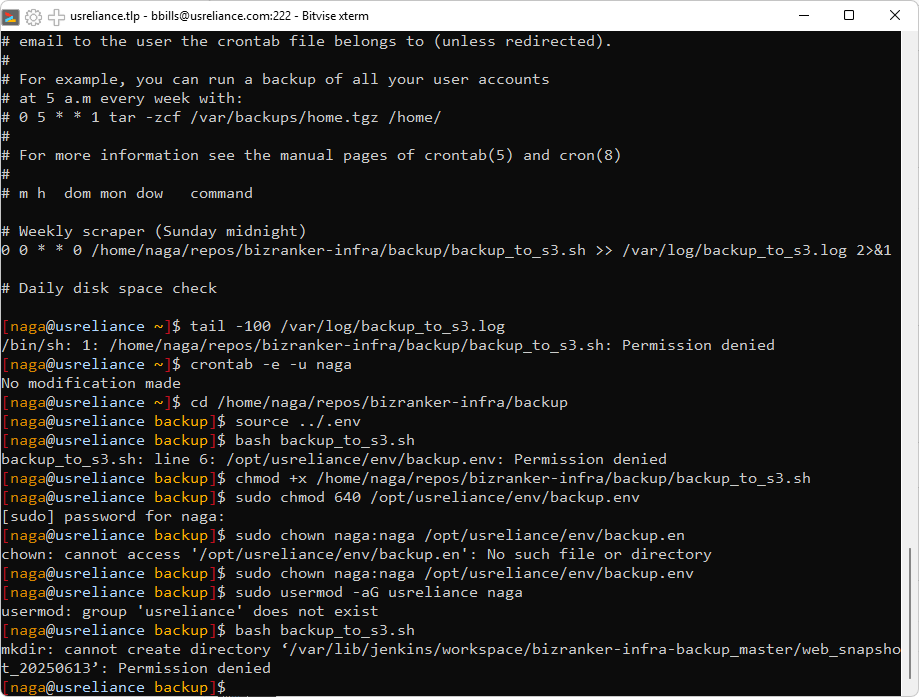 usreliance.tlp - bbills@usreliance.com:222 - Bitvise xterm
# email to the user the crontab file belongs to (unless redirected).
#
# For example, you can run a backup of all your user accounts
# at 5 a.m every week with:
# 0 5 * * 1 tar -zcf /var/backups/home.tgz /home/
#
# For more information see the manual pages of crontab(5) and cron(8)
#
# m h  dom mon dow   command
# Weekly scraper (Sunday midnight)
0 0 * * 0 /home/naga/repos/bizranker-infra/backup/backup_to_s3.sh >> /var/log/backup_to_s3.log 2>&1
# Daily disk space check
[naga@usreliance ~]$ tail -100 /var/log/backup_to_s3.log
/bin/sh: 1: /home/naga/repos/bizranker-infra/backup/backup_to_s3.sh: Permission denied
[naga@usreliance ~]$ crontab -e -u naga
No modification made
[naga@usreliance ~]$ cd /home/naga/repos/bizranker-infra/backup
[naga@usreliance backup]$ source ../.env
[naga@usreliance backup]$ bash backup_to_s3.sh
backup_to_s3.sh: line 6: /opt/usreliance/env/backup.env: Permission denied
[naga@usreliance backup]$ chmod +x /home/naga/repos/bizranker-infra/backup/backup_to_s3.sh
[naga@usreliance backup]$ sudo chmod 640 /opt/usreliance/env/backup.env
[sudo] password for naga:
[naga@usreliance backup]$ sudo chown naga:naga /opt/usreliance/env/backup.en
chown: cannot access '/opt/usreliance/env/backup.en': No such file or directory
[naga@usreliance backup]$ sudo chown naga:naga /opt/usreliance/env/backup.env
[naga@usreliance backup]$ sudo usermod -aG usreliance naga
usermod: group 'usreliance' does not exist
[naga@usreliance backup]$ bash backup_to_s3.sh
mkdir: cannot create directory ‘/var/lib/jenkins/workspace/bizranker-infra-backup_master/web_snapsho
t_20250613’: Permission denied
[naga@usreliance backup]$